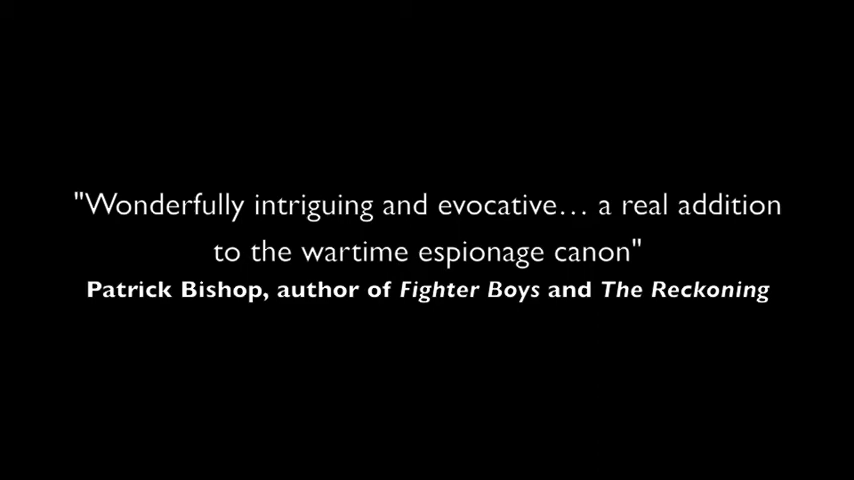 "Wonderfully intriguing and evocative… a real addition
to the wartime espionage canon"
Patrick Bishop, author of Fighter Boys and The Reckoning